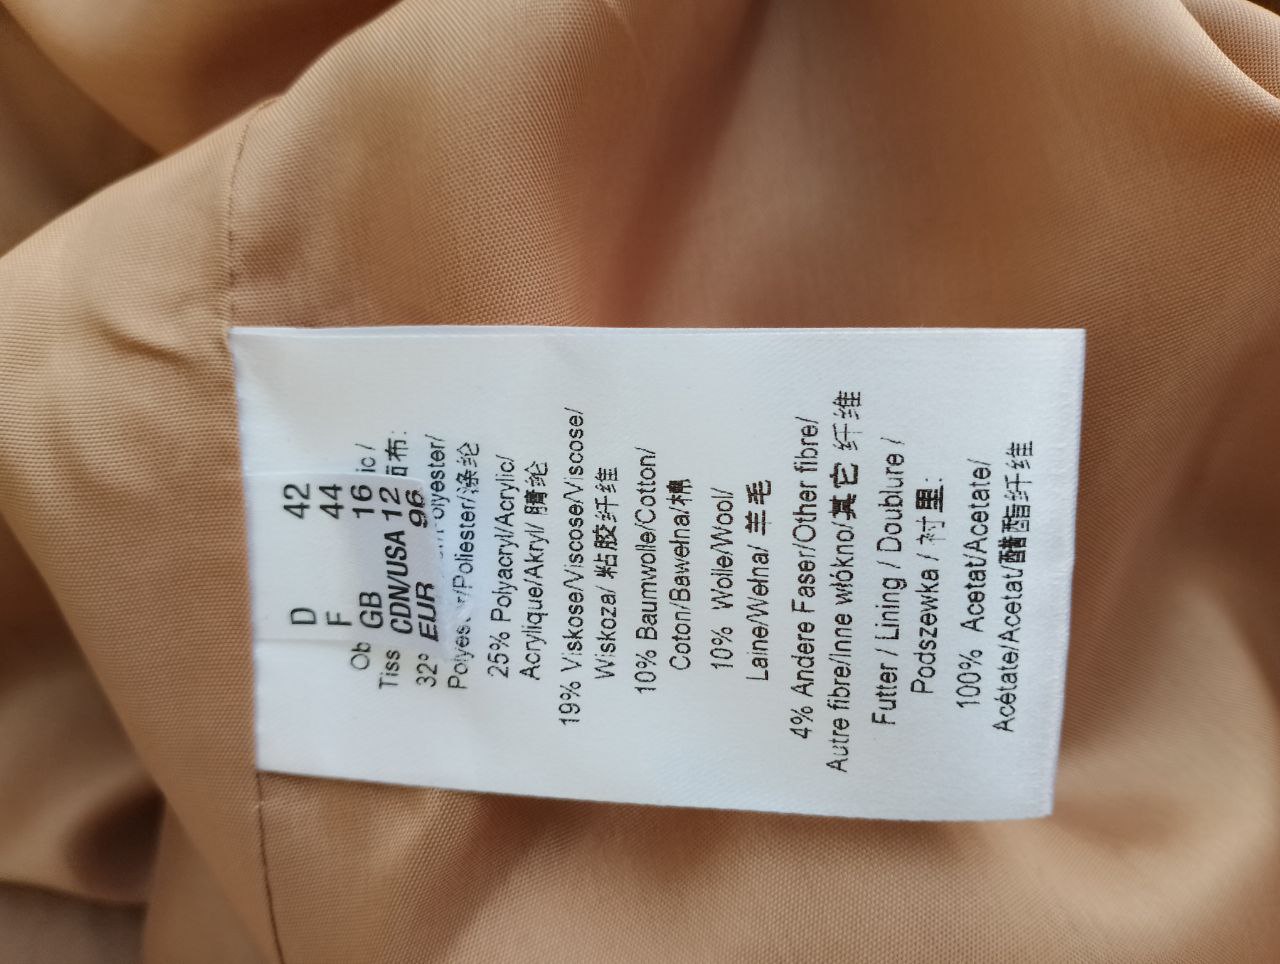 D 42
F 44
GB 16
CDN/USA 12
EUR 96
Ob ic /
Tiss 布:
32% olyester/
Polyes Poliester/涤纶
25% Polyacryl/Acrylic/
Acrylique/Akryl/ 腈纶
19% Viskose/Viscose/Viscose/
Wiskoza/ 粘胶纤维
10% Baumwolle/Cotton/
Coton/Bawełna/棉
10% Wolle/Wool/
Laine/Wełna/ 羊毛
4% Andere Faser/Other fibre/
Autre fibre/Inne włókno/其它 纤维
Futter / Lining / Doublure /
Podszewka / 衬里:
100% Acetat/Acetate/
Acétate/Acetat/醋酯纤维